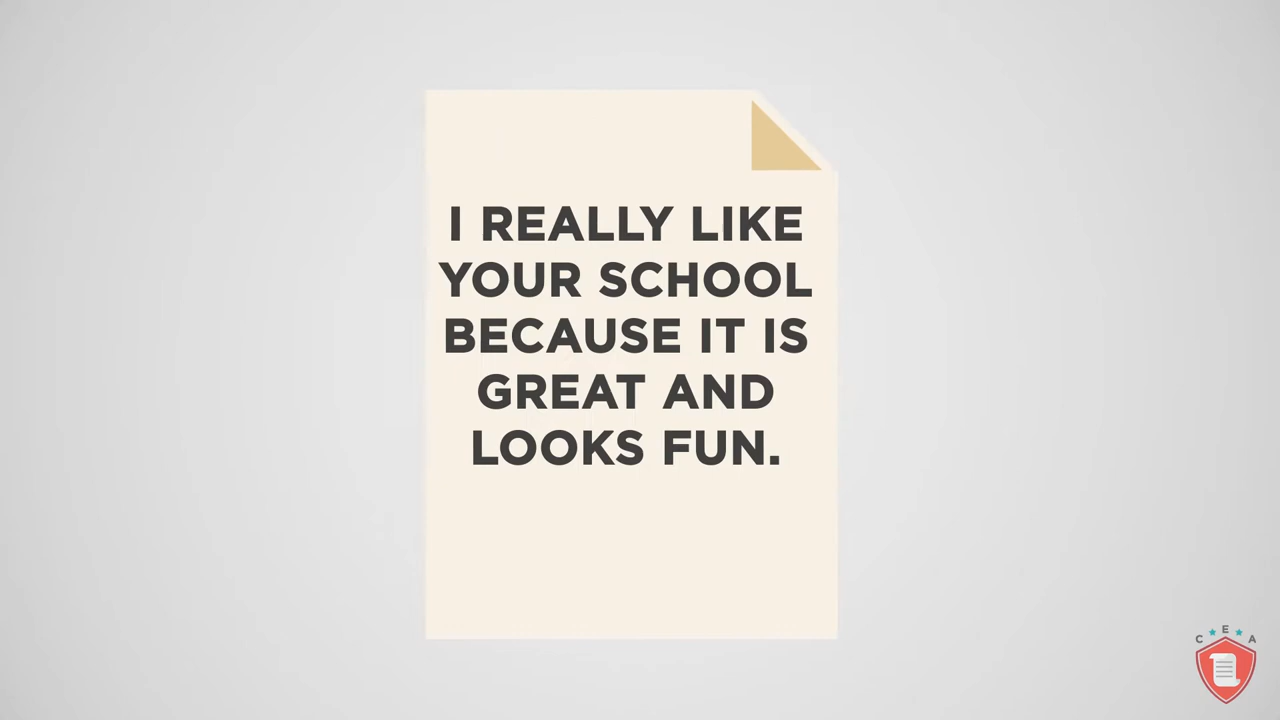 I REALLY LIKE
YOUR SCHOOL
BECAUSE IT IS
GREAT AND
LOOKS FUN.
C E A